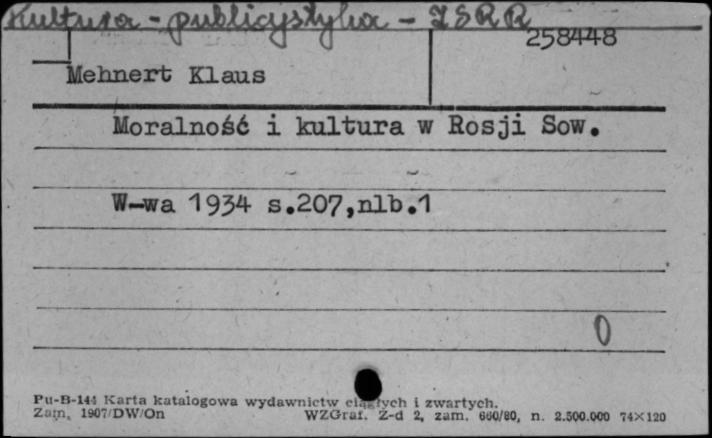 Kultura - publicystyka - ZSRR
258448
Mehnert Klaus
Moralność i kultura w Rosji Sow.
W-wa 1934 s.207,nlb.1
0
Pu-B-144 Karta katalogowa wydawnictw ciągłych i zwartych.
Zam. 1907/DW/On WZGraf. Z-d 2, zam. 660/80, n. 2.500.000 74×120